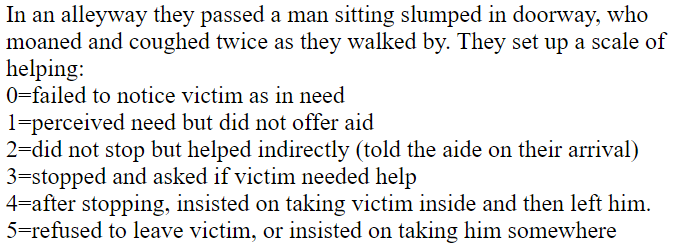 In an alleyway they passed a man sitting slumped in doorway, who
moaned and coughed twice as they walked by. They set up a scale of
helping:
0=failed to notice victim as in need
1=perceived need but did not offer aid
2=did not stop but helped indirectly (told the aide on their arrival)
3=stopped and asked if victim needed help
4=after stopping, insisted on taking victim inside and then left him.
5=refused to leave victim, or insisted on taking him somewhere